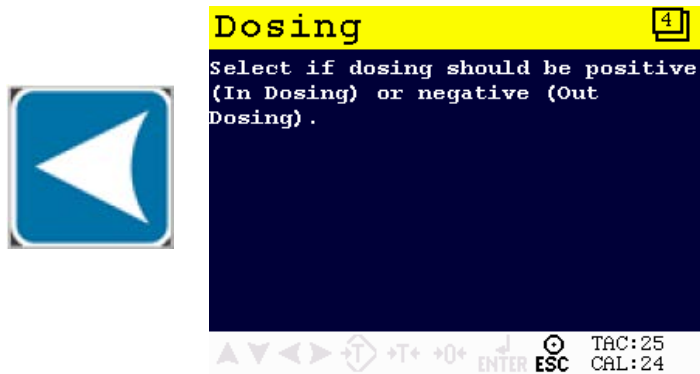 Dosing
4
Select if dosing should be positive
(In Dosing) or negative (Out
Dosing).
T →T← →0← ENTER ESC TAC:25
CAL:24